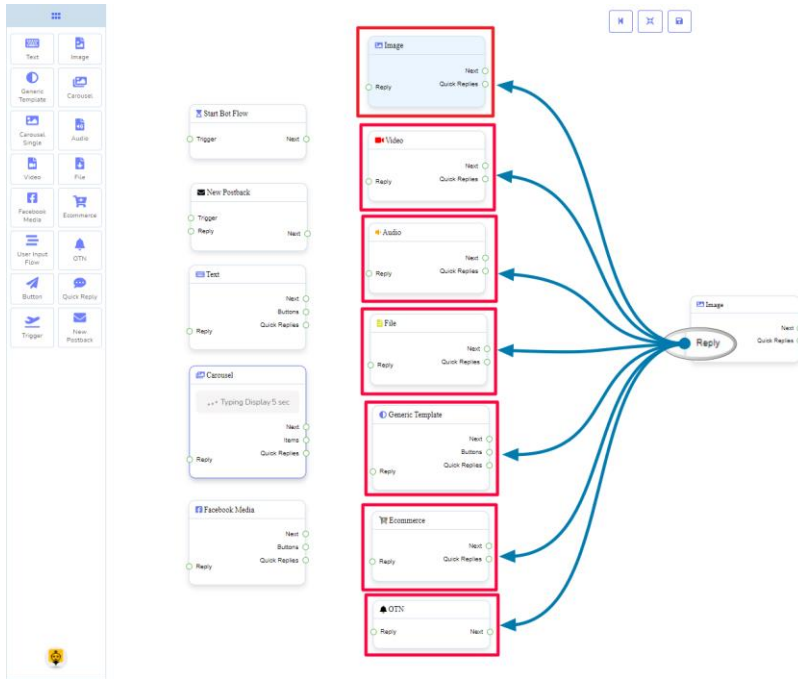 Text
Image
Generic
Template
Carousel
Carousel
Single
Audio
Video
File
Facebook
Media
Ecommerce
User Input
Flow
OTN
Button
Quick Reply
Trigger
New
Postback
Start Bot Flow
Trigger Next
New Postback
Trigger
Reply Next
Text
Next
Buttons
Quick Replies
Reply
Carousel
Typing Display 5 sec
Next
Items
Quick Replies
Reply
Facebook Media
Next
Buttons
Quick Replies
Reply
Image
Next
Quick Replies
Reply
Video
Next
Quick Replies
Reply
Audio
Next
Quick Replies
Reply
File
Next
Quick Replies
Reply
Generic Template
Next
Buttons
Quick Replies
Reply
Ecommerce
Next
Quick Replies
Reply
OTN
Reply Next
Image
Next
Reply
Quick Replies